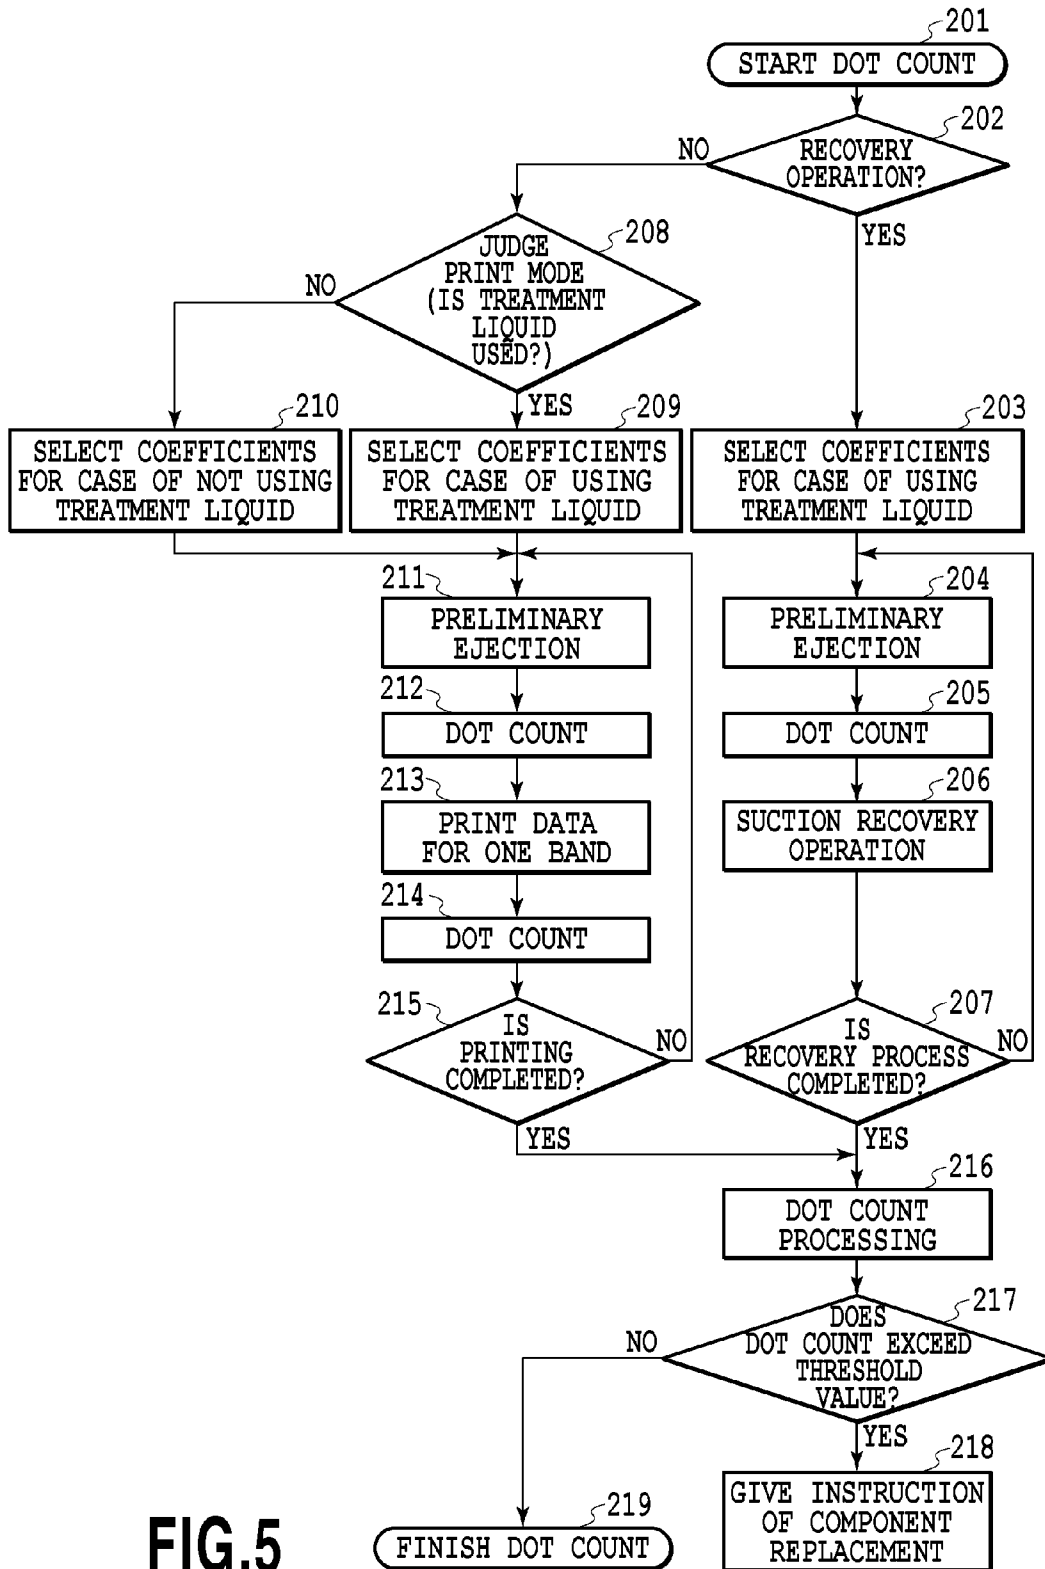 201
START DOT COUNT
202
RECOVERY
OPERATION?
NO
YES
208
JUDGE
PRINT MODE
(IS TREATMENT
LIQUID
USED?)
NO
YES
210
SELECT COEFFICIENTS
FOR CASE OF NOT USING
TREATMENT LIQUID
209
SELECT COEFFICIENTS
FOR CASE OF USING
TREATMENT LIQUID
203
SELECT COEFFICIENTS
FOR CASE OF USING
TREATMENT LIQUID
211
PRELIMINARY
EJECTION
204
PRELIMINARY
EJECTION
212
DOT COUNT
205
DOT COUNT
213
PRINT DATA
FOR ONE BAND
206
SUCTION RECOVERY
OPERATION
214
DOT COUNT
215
IS
PRINTING
COMPLETED?
NO
YES
207
IS
RECOVERY PROCESS
COMPLETED?
NO
YES
216
DOT COUNT
PROCESSING
217
DOES
DOT COUNT EXCEED
THRESHOLD
VALUE?
NO
YES
218
GIVE INSTRUCTION
OF COMPONENT
REPLACEMENT
219
FINISH DOT COUNT
FIG.5